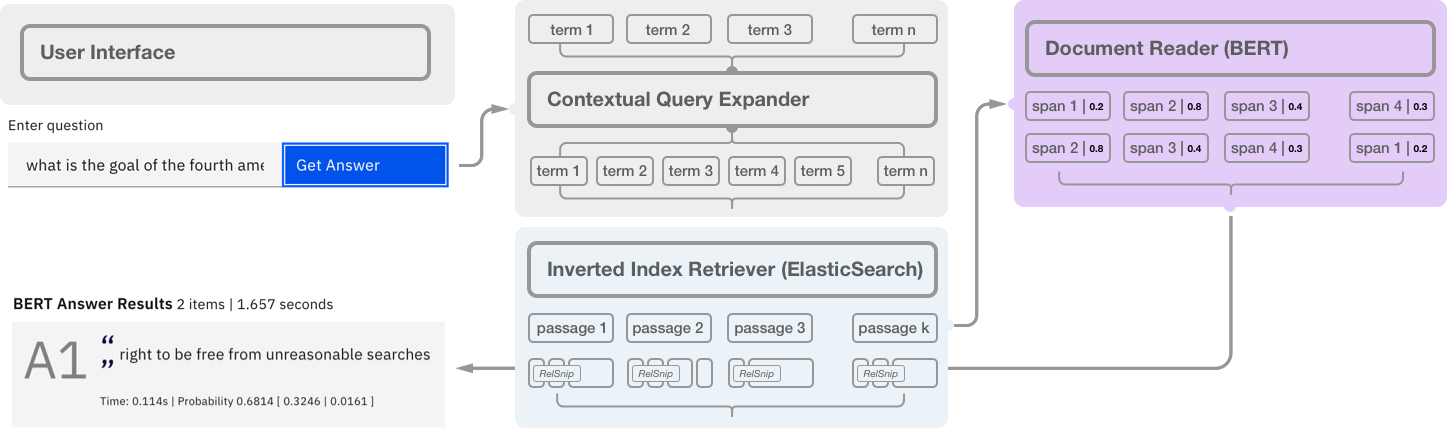 User Interface
Enter question
what is the goal of the fourth ame
Get Answer
BERT Answer Results 2 items | 1.657 seconds
A1
“ right to be free from unreasonable searches ”
Time: 0.114s | Probability 0.6814 [ 0.3246 | 0.0161 ]
term 1 term 2 term 3 term n
Contextual Query Expander
term 1 term 2 term 3 term 4 term 5 term n
Inverted Index Retriever (ElasticSearch)
passage 1 passage 2 passage 3 passage k
RelSnip RelSnip RelSnip RelSnip
Document Reader (BERT)
span 1 | 0.2 span 2 | 0.8 span 3 | 0.4 span 4 | 0.3
span 2 | 0.8 span 3 | 0.4 span 4 | 0.3 span 1 | 0.2